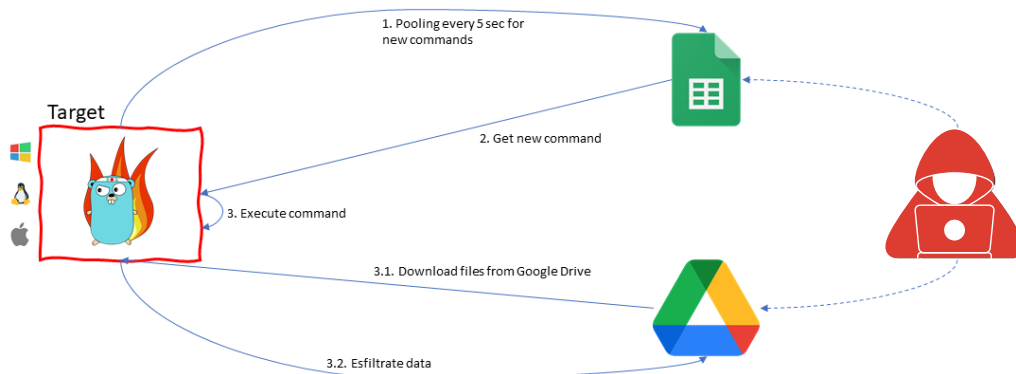 1. Pooling every 5 sec for
new commands
Target
2. Get new command
3. Execute command
3.1. Download files from Google Drive
3.2. Esfiltrate data